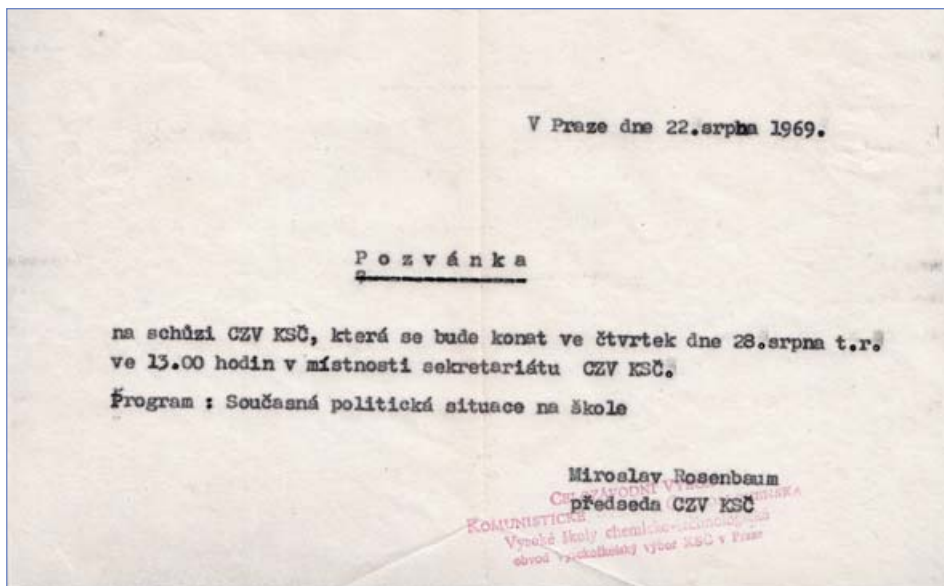 V Praze dne 22.srpna 1969.
Pozvánka
na schůzi CZV KSČ, která se bude konat ve čtvrtek dne 28.srpna t.r.
ve 13.00 hodin v místnosti sekretariátu CZV KSČ.
Program : Současná politická situace na škole
Miroslav Rosenbaum
předseda CZV KSČ
CELOZÁVODNÍ
KOMUNISTICKÉ
Vysoké školy chemicko-technologické
obvod vysokoškolský výbor KSČ v Praze